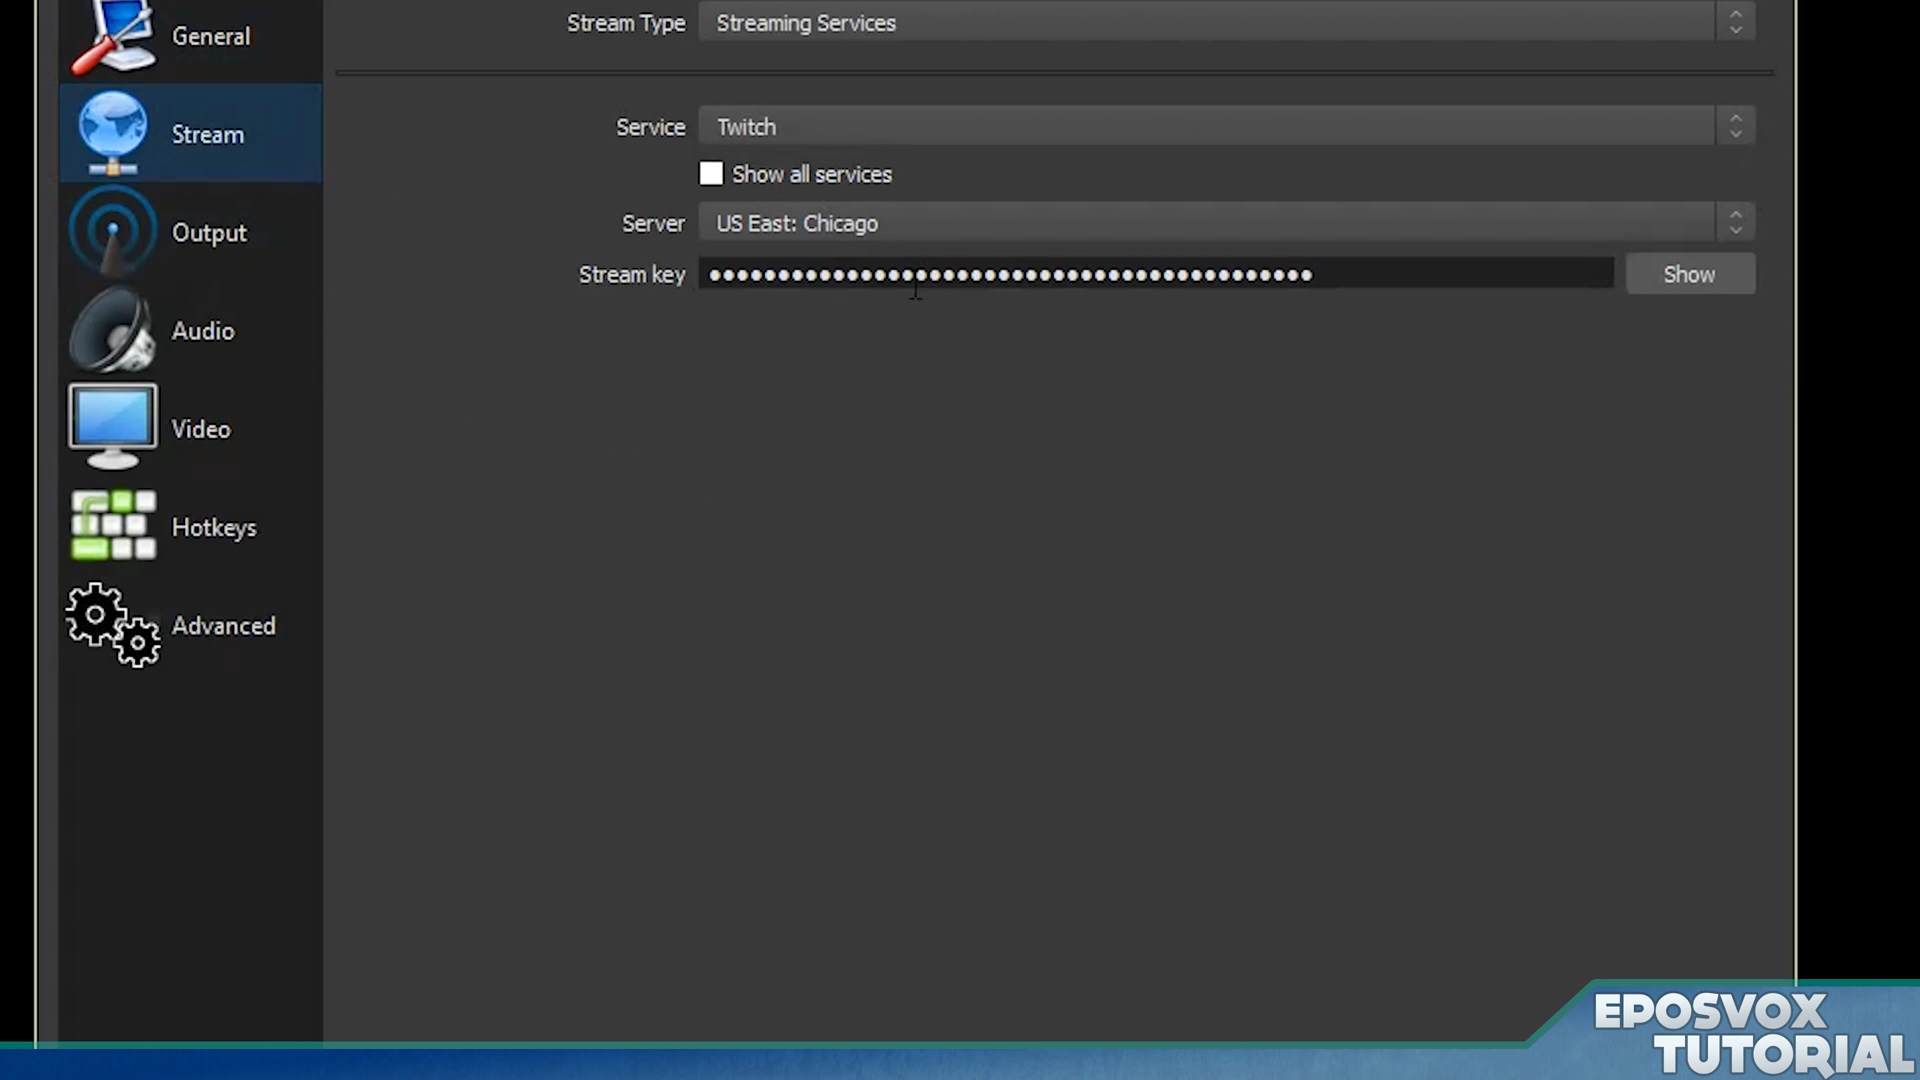 General
Stream Type Streaming Services
Stream
Service Twitch
Show all services
Output
Server US East: Chicago
Stream key ●●●●●●●●●●●●●●●●●●●●●●●●●●●●●●●●●●●●●●●●●●●● Show
Audio
Video
Hotkeys
Advanced
EPOSVOX
TUTORIAL